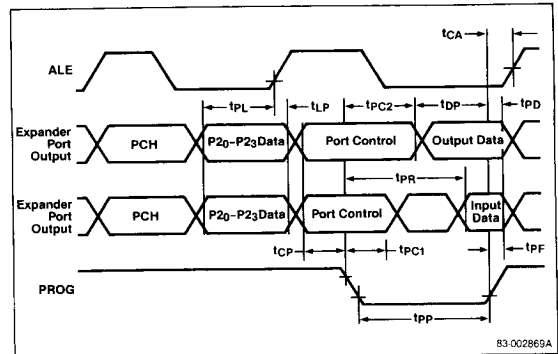 tCA
ALE
tPL
tLP
tPC2
tDP
tPD
Expander
Port
Output
PCH
P20–P23Data
Port Control
Output Data
tPR
Expander
Port
Output
PCH
P20–P23Data
Port Control
Input
Data
tCP
tPC1
tPF
PROG
tPP
83-002869A